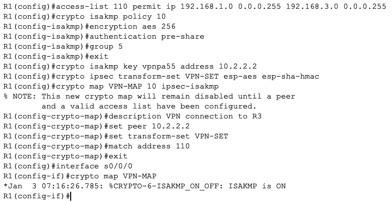 R1(config)#access-list 110 permit ip 192.168.1.0 0.0.0.255 192.168.3.0 0.0.0.255
R1(config)#crypto isakmp policy 10
R1(config-isakmp)#encryption aes 256
R1(config-isakmp)#authentication pre-share
R1(config-isakmp)#group 5
R1(config-isakmp)#exit
R1(config)#crypto isakmp key vpnpa55 address 10.2.2.2
R1(config)#crypto ipsec transform-set VPN-SET esp-aes esp-sha-hmac
R1(config)#crypto map VPN-MAP 10 ipsec-isakmp
% NOTE: This new crypto map will remain disabled until a peer
and a valid access list have been configured.
R1(config-crypto-map)#description VPN connection to R3
R1(config-crypto-map)#set peer 10.2.2.2
R1(config-crypto-map)#set transform-set VPN-SET
R1(config-crypto-map)#match address 110
R1(config-crypto-map)#exit
R1(config)#interface s0/0/0
R1(config-if)#crypto map VPN-MAP
*Jan  3 07:16:26.785: %CRYPTO-6-ISAKMP_ON_OFF: ISAKMP is ON
R1(config-if)#